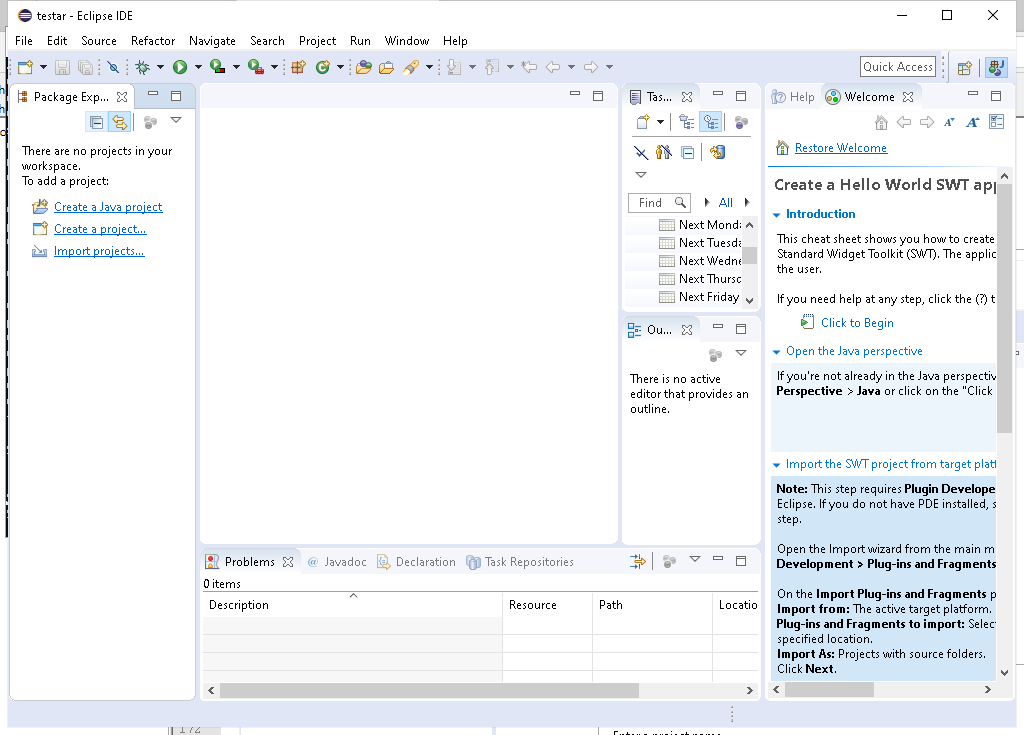 testar - Eclipse IDE
File Edit Source Refactor Navigate Search Project Run Window Help
Quick Access
Package Exp...
There are no projects in your
workspace.
To add a project:
Create a Java project
Create a project...
Import projects...
Tas...
Find
All
Next Mond
Next Tuesda
Next Wedne
Next Thursd
Next Friday
Ou...
There is no active
editor that provides an
outline.
Help Welcome
Restore Welcome
Create a Hello World SWT app
Introduction
This cheat sheet shows you how to create
Standard Widget Toolkit (SWT). The applic
the user.
If you need help at any step, click the (?) t
Click to Begin
Open the Java perspective
If you're not already in the Java perspectiv
Perspective > Java or click on the "Click
Import the SWT project from target platf
Note: This step requires Plugin Develope
Eclipse. If you do not have PDE installed, s
step.
Open the Import wizard from the main m
Development > Plug-ins and Fragments
On the Import Plug-ins and Fragments p
Import from: The active target platform.
Plug-ins and Fragments to import: Selec
specified location.
Import As: Projects with source folders.
Click Next.
Problems @ Javadoc Declaration Task Repositories
0 items
Description Resource Path Locatio
172
Enter a project name